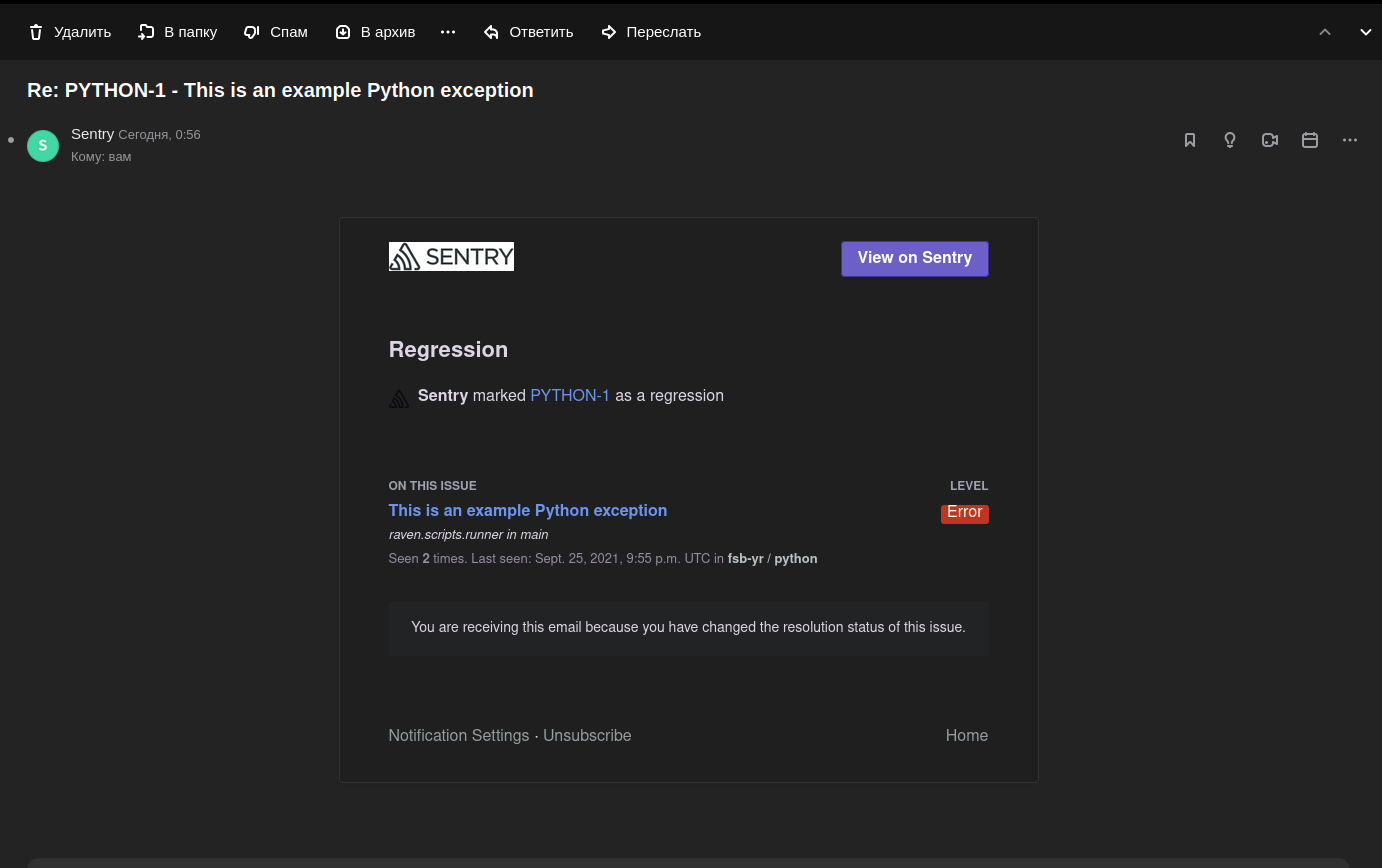 Удалить В папку Спам В архив Ответить Переслать
Re: PYTHON-1 - This is an example Python exception
S Sentry Сегодня, 0:56
Кому: вам
SENTRY View on Sentry
Regression
Sentry marked PYTHON-1 as a regression
ON THIS ISSUE LEVEL
This is an example Python exception Error
raven.scripts.runner in main
Seen 2 times. Last seen: Sept. 25, 2021, 9:55 p.m. UTC in fsb-yr / python
You are receiving this email because you have changed the resolution status of this issue.
Notification Settings · Unsubscribe Home